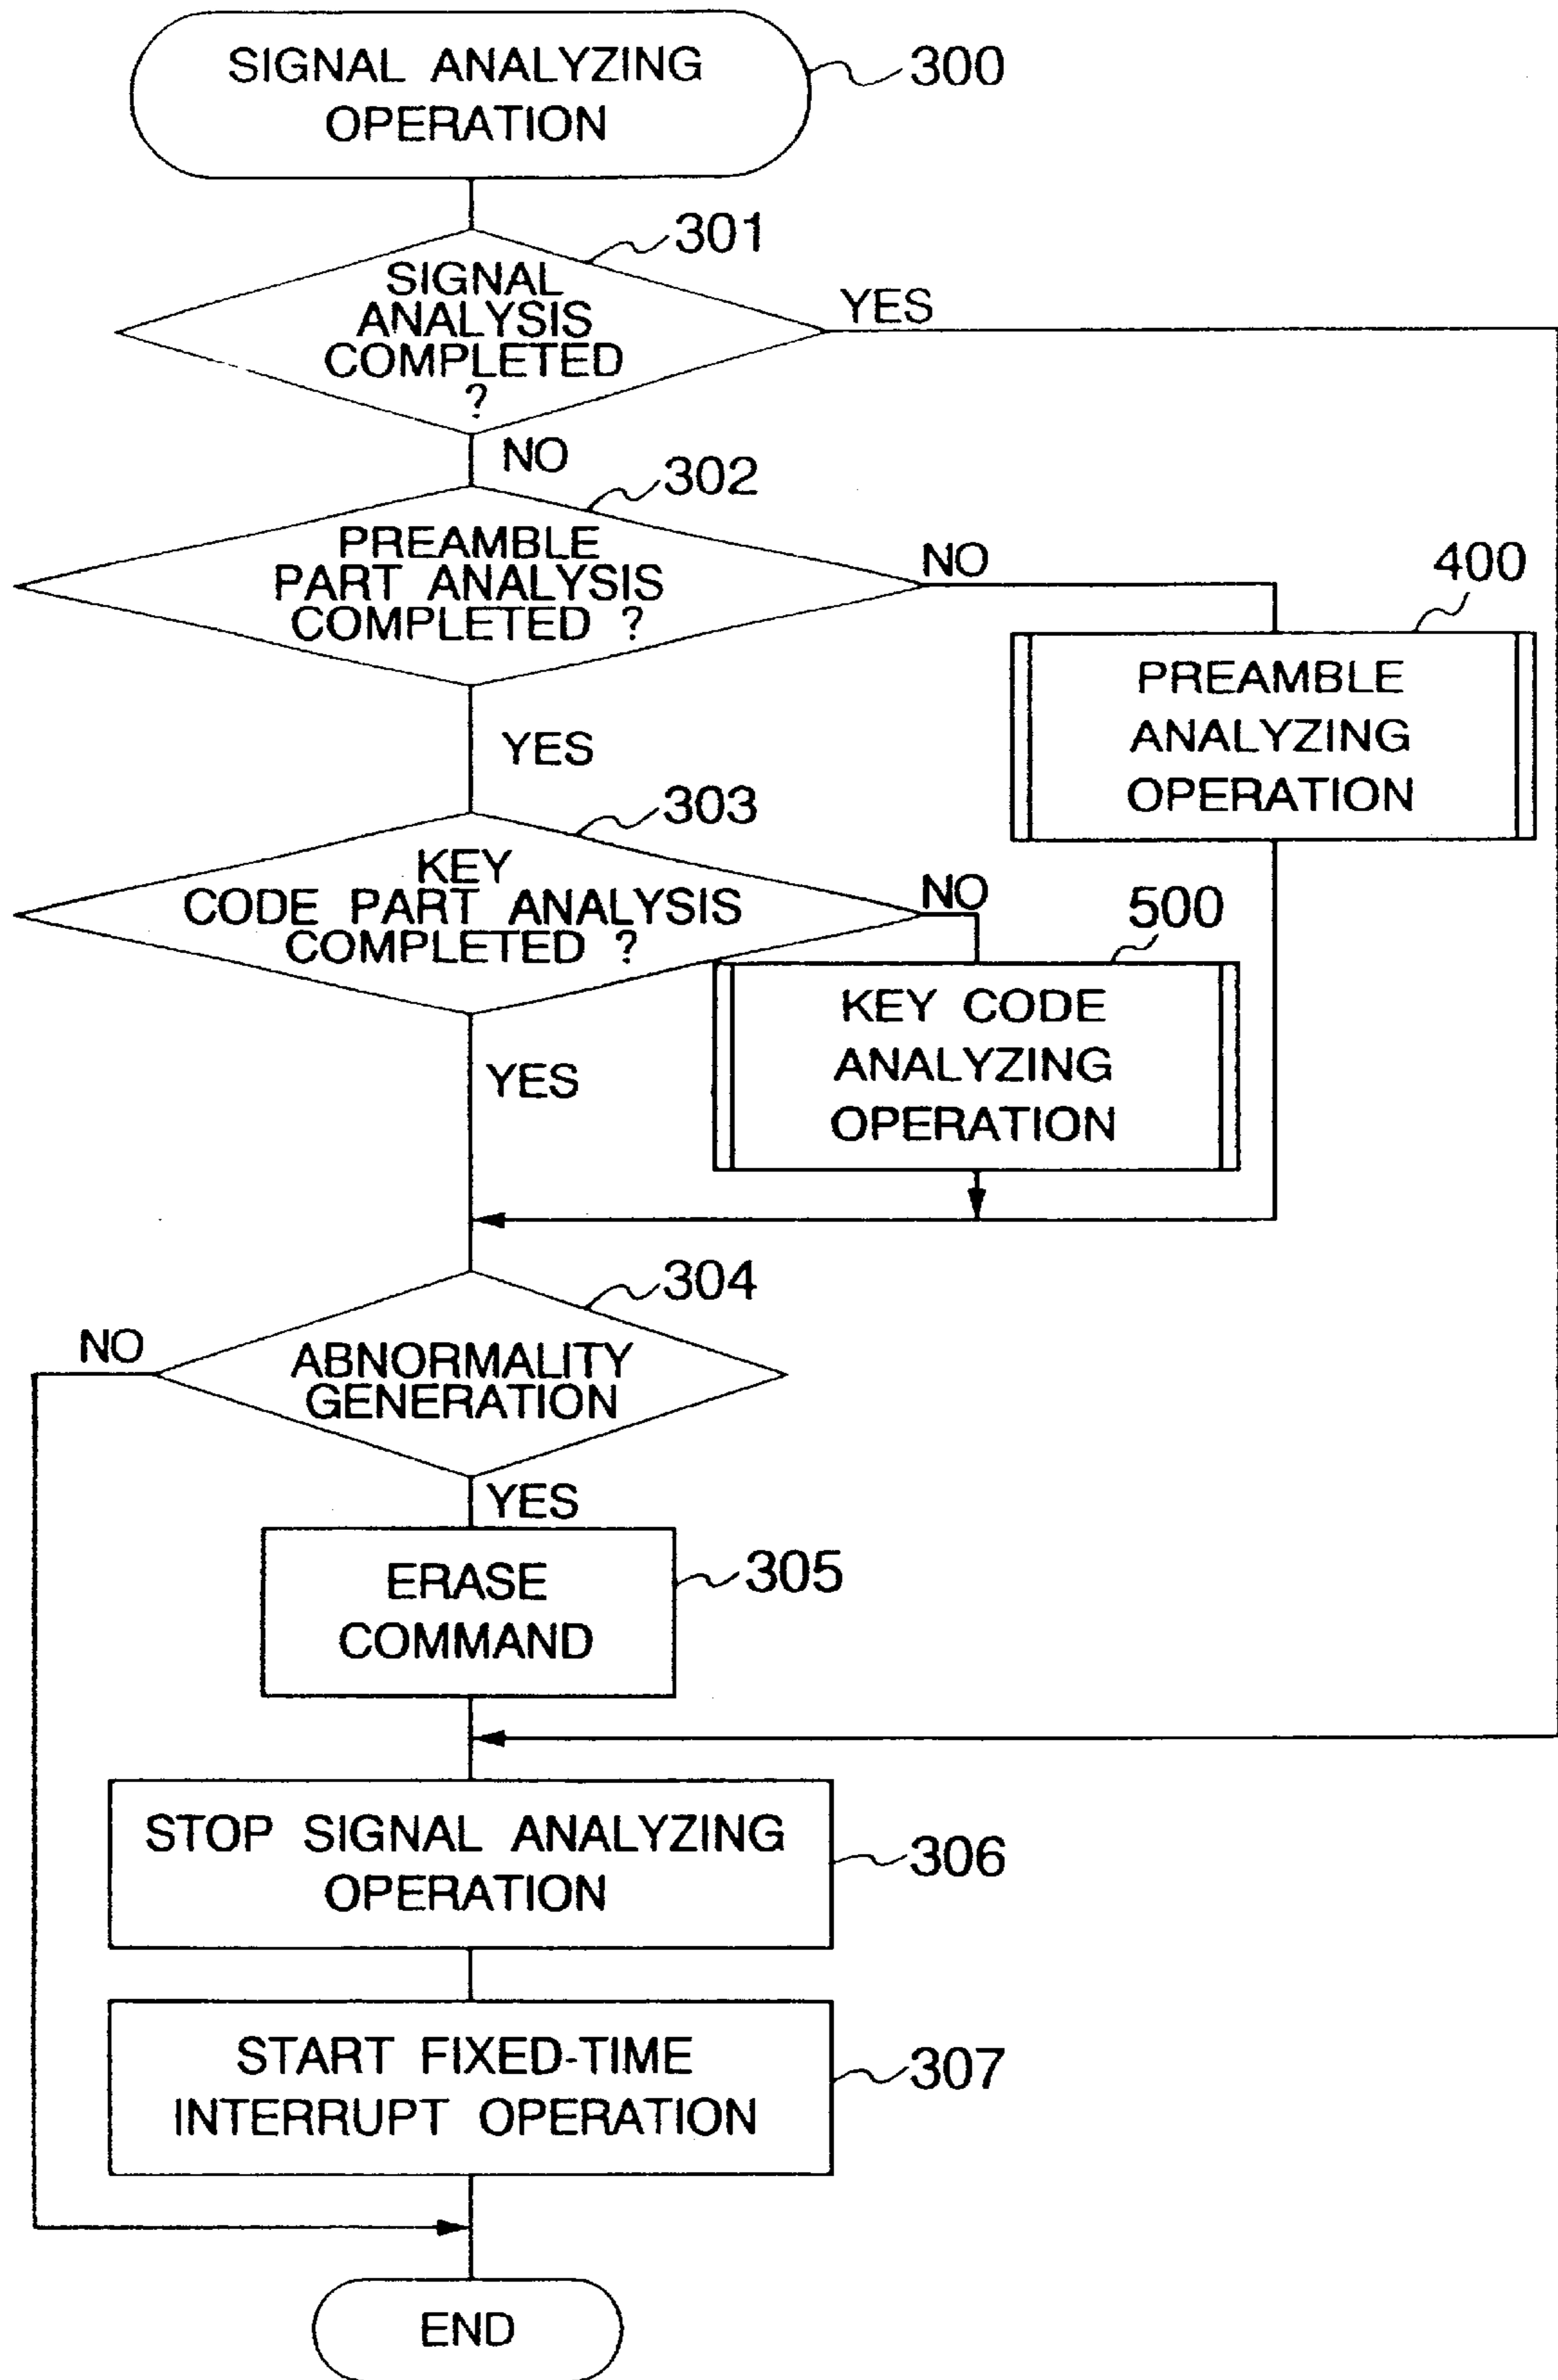 SIGNAL ANALYZING
OPERATION
300
301
SIGNAL
ANALYSIS
COMPLETED
?
YES
NO
302
PREAMBLE
PART ANALYSIS
COMPLETED ?
NO
400
PREAMBLE
ANALYZING
OPERATION
YES
303
KEY
CODE PART ANALYSIS
COMPLETED ?
NO
500
KEY CODE
ANALYZING
OPERATION
YES
304
NO
ABNORMALITY
GENERATION
YES
ERASE
COMMAND
305
STOP SIGNAL ANALYZING
OPERATION
306
START FIXED-TIME
INTERRUPT OPERATION
307
END